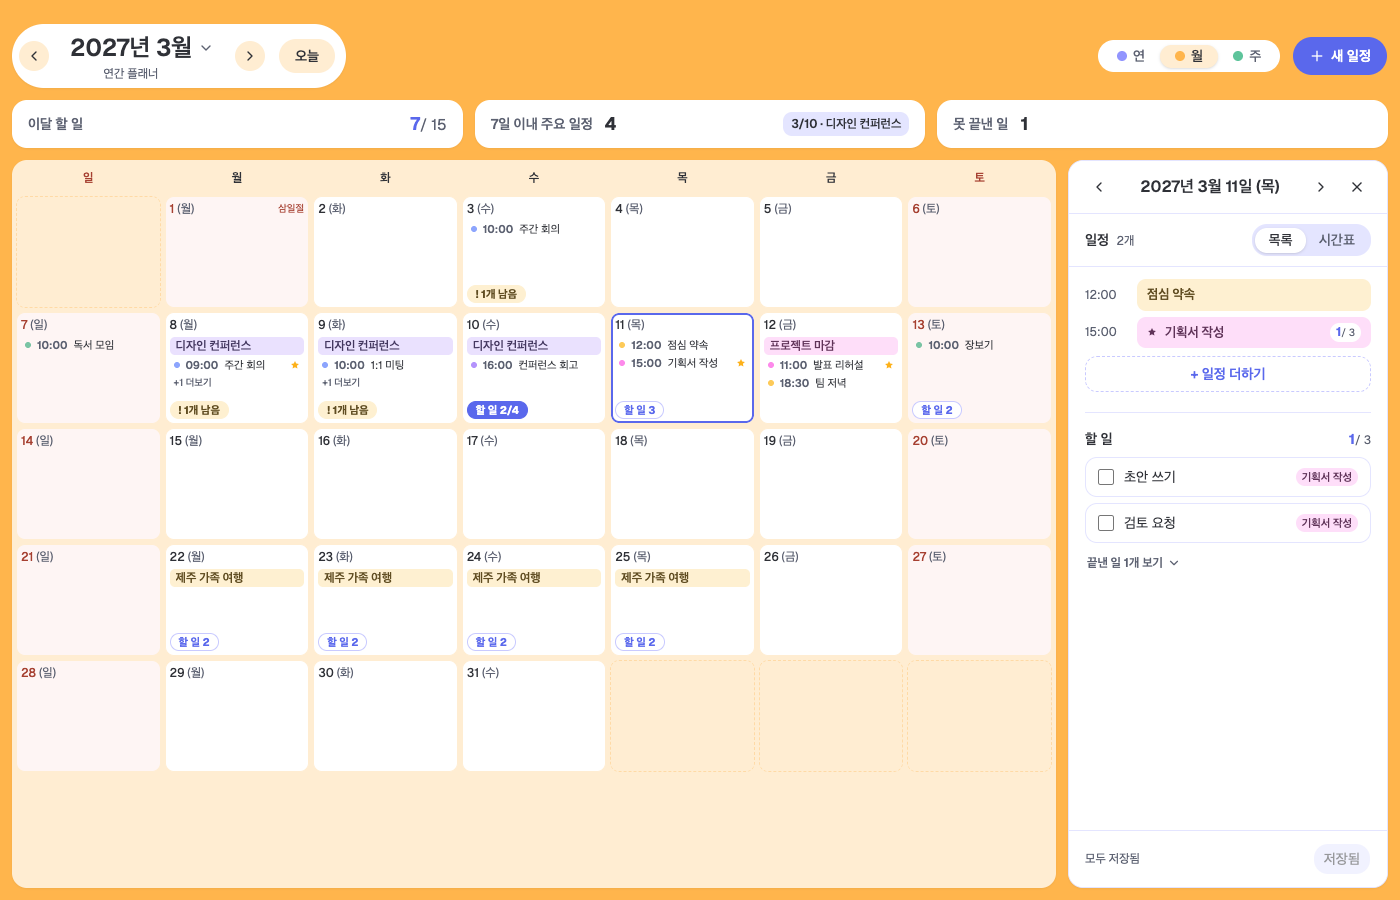 2027년 3월
연간 플래너
오늘
연
월
주
+ 새 일정
이달 할 일
7/ 15
7일 이내 주요 일정 4
3/10 · 디자인 컨퍼런스
못 끝낸 일 1
일 월 화 수 목 금 토
1 (월) 삼일절
2 (화)
3 (수)
10:00 주간 회의
! 1개 남음
4 (목)
5 (금)
6 (토)
7 (일)
10:00 독서 모임
8 (월)
디자인 컨퍼런스
09:00 주간 회의
+1 더보기
! 1개 남음
9 (화)
디자인 컨퍼런스
10:00 1:1 미팅
+1 더보기
! 1개 남음
10 (수)
디자인 컨퍼런스
16:00 컨퍼런스 회고
할 일 2/4
11 (목)
12:00 점심 약속
15:00 기획서 작성
할 일 3
12 (금)
프로젝트 마감
11:00 발표 리허설
18:30 팀 저녁
13 (토)
10:00 장보기
할 일 2
14 (일)
15 (월)
16 (화)
17 (수)
18 (목)
19 (금)
20 (토)
21 (일)
22 (월)
제주 가족 여행
할 일 2
23 (화)
제주 가족 여행
할 일 2
24 (수)
제주 가족 여행
할 일 2
25 (목)
제주 가족 여행
할 일 2
26 (금)
27 (토)
28 (일)
29 (월)
30 (화)
31 (수)
2027년 3월 11일 (목)
일정 2개
목록
시간표
12:00 점심 약속
15:00 기획서 작성 1/ 3
+ 일정 더하기
할 일 1/ 3
초안 쓰기 기획서 작성
검토 요청 기획서 작성
끝낸 일 1개 보기
모두 저장됨
저장됨